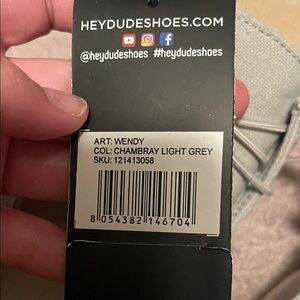 HEYDUDESHOES.COM
@heydudeshoes #heydudeshoes
ART: WENDY
COL: CHAMBRAY LIGHT GREY
SKU: 121413058
8 054382 146704